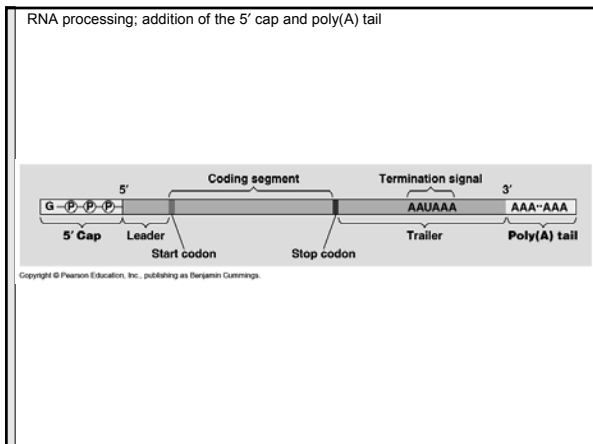 RNA processing; addition of the 5′ cap and poly(A) tail
Coding segment
Termination signal
5′
3′
G P P P
AAUAAA
AAA··AAA
5′ Cap
Leader
Trailer
Poly(A) tail
Start codon
Stop codon
Copyright © Pearson Education, Inc., publishing as Benjamin Cummings.